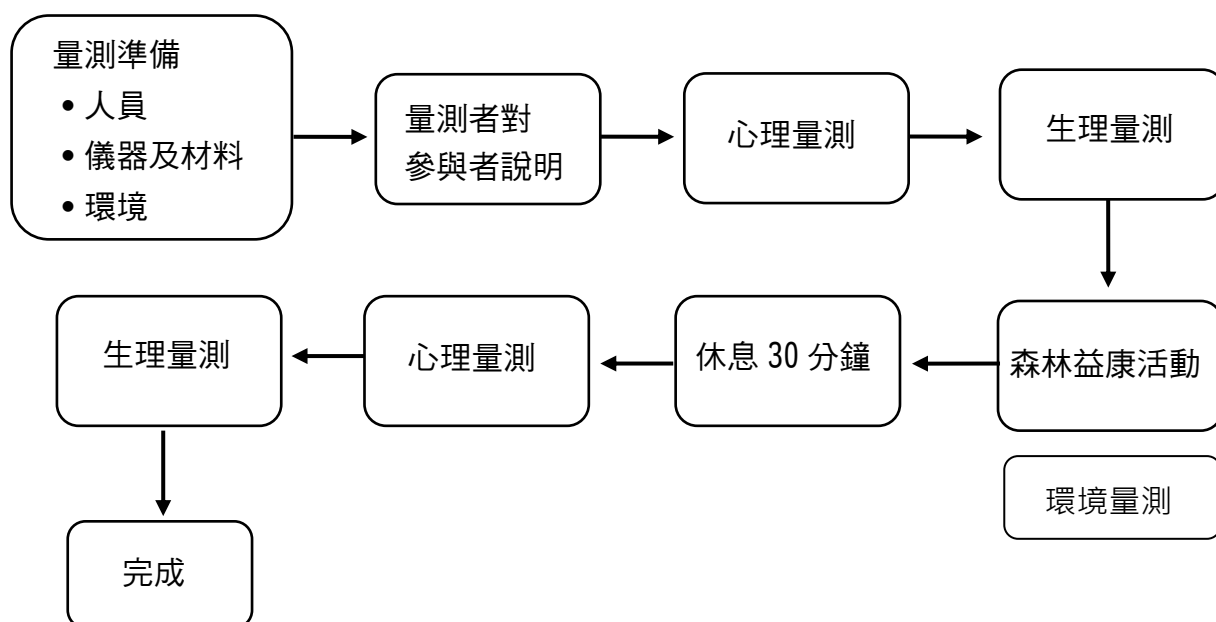 量測準備
• 人員
• 儀器及材料
• 環境
量測者對
參與者說明
心理量測
生理量測
森林益康活動
環境量測
休息 30 分鐘
心理量測
生理量測
完成